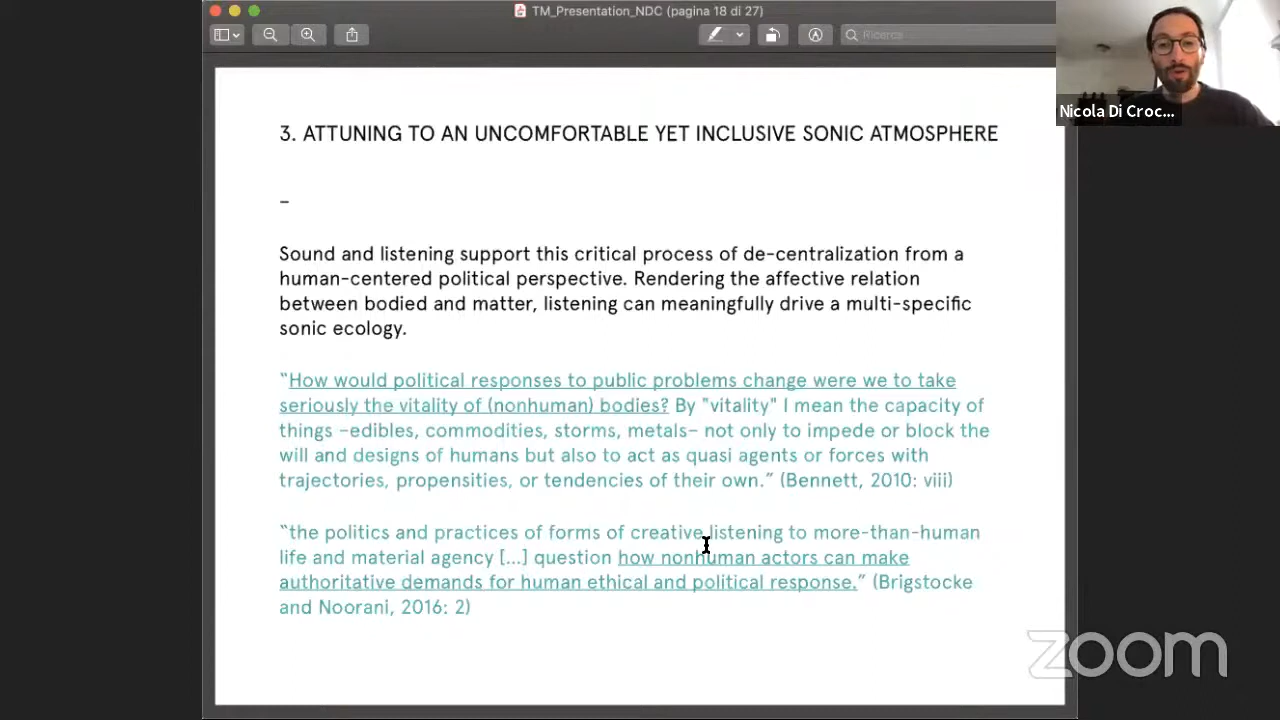 TM_Presentation_NDC (pagina 18 di 27)
Ricerca
Nicola Di Croc...
3. ATTUNING TO AN UNCOMFORTABLE YET INCLUSIVE SONIC ATMOSPHERE
–
Sound and listening support this critical process of de-centralization from a
human-centered political perspective. Rendering the affective relation
between bodied and matter, listening can meaningfully drive a multi-specific
sonic ecology.
“How would political responses to public problems change were we to take
seriously the vitality of (nonhuman) bodies? By "vitality" I mean the capacity of
things –edibles, commodities, storms, metals– not only to impede or block the
will and designs of humans but also to act as quasi agents or forces with
trajectories, propensities, or tendencies of their own.” (Bennett, 2010: viii)
“the politics and practices of forms of creative listening to more-than-human
life and material agency [...] question how nonhuman actors can make
authoritative demands for human ethical and political response.” (Brigstocke
and Noorani, 2016: 2)
zoom